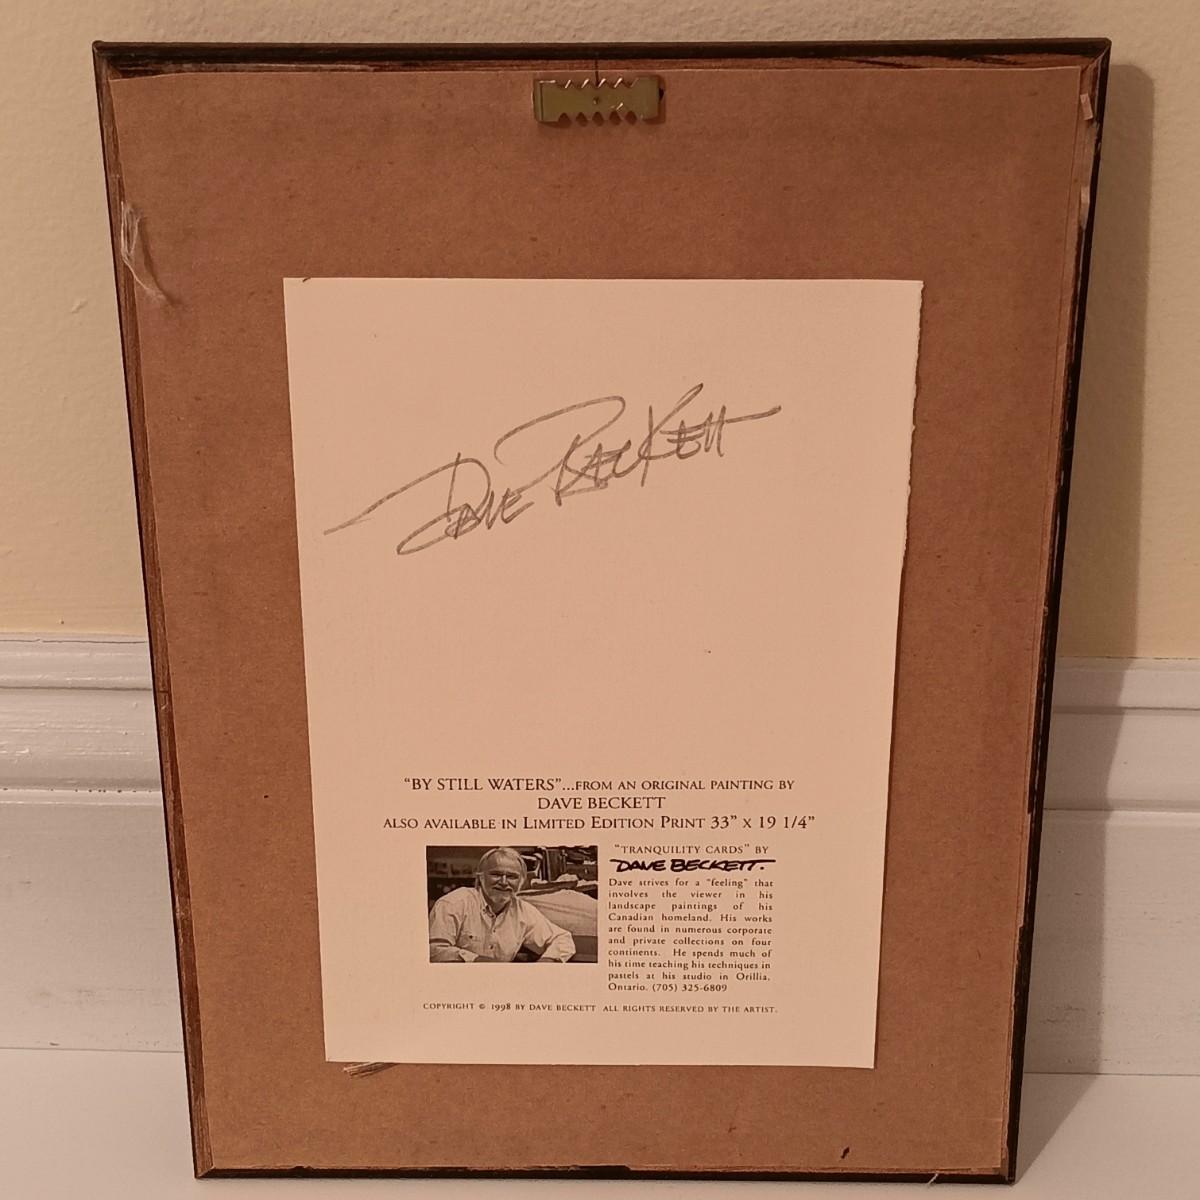 DAVE BECKETT
"BY STILL WATERS"...FROM AN ORIGINAL PAINTING BY
DAVE BECKETT
ALSO AVAILABLE IN LIMITED EDITION PRINT 33" X 19 1/4"
"TRANQUILITY CARDS" BY
DAVE BECKETT.
Dave strives for a "feeling" that
involves the viewer in his
landscape paintings of his
Canadian homeland. His works
are found in numerous corporate
and private collections on four
continents. He spends much of
his time teaching his techniques in
pastels at his studio in Orillia,
Ontario. (705) 325-6809
COPYRIGHT © 1998 BY DAVE BECKETT ALL RIGHTS RESERVED BY THE ARTIST.